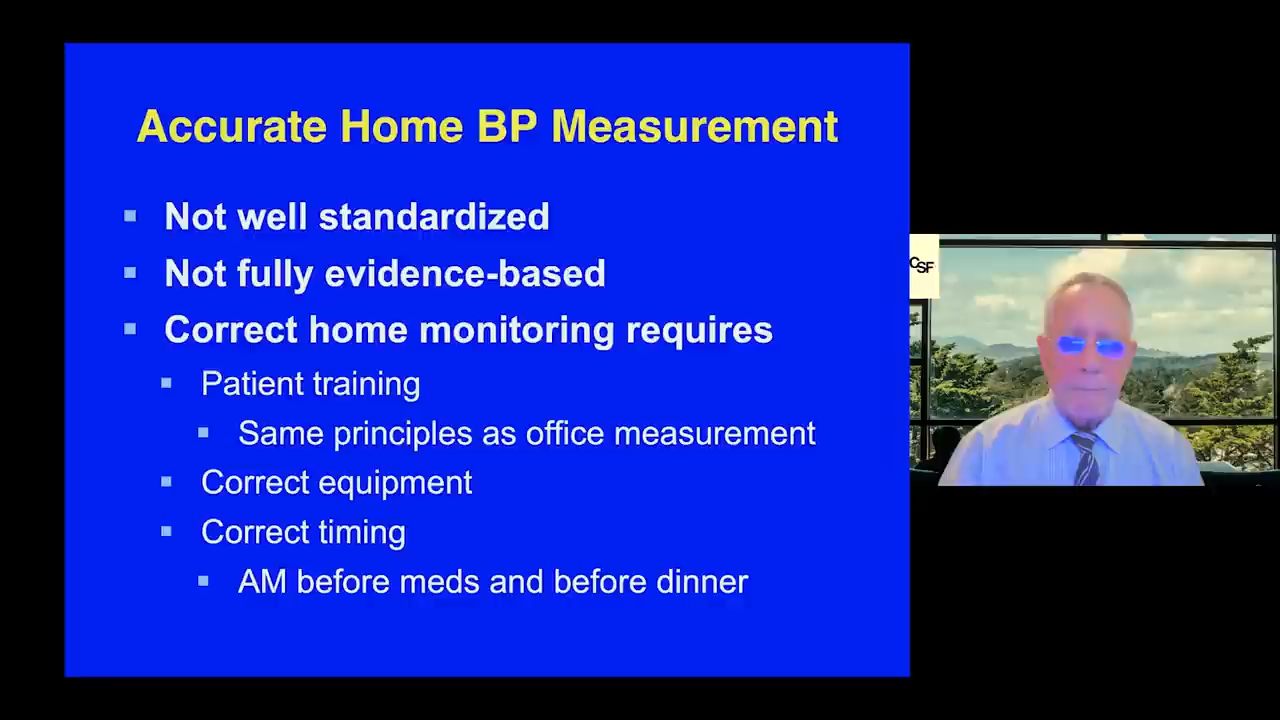 Accurate Home BP Measurement
Not well standardized
Not fully evidence-based
Correct home monitoring requires
Patient training
Same principles as office measurement
Correct equipment
Correct timing
AM before meds and before dinner
CSF